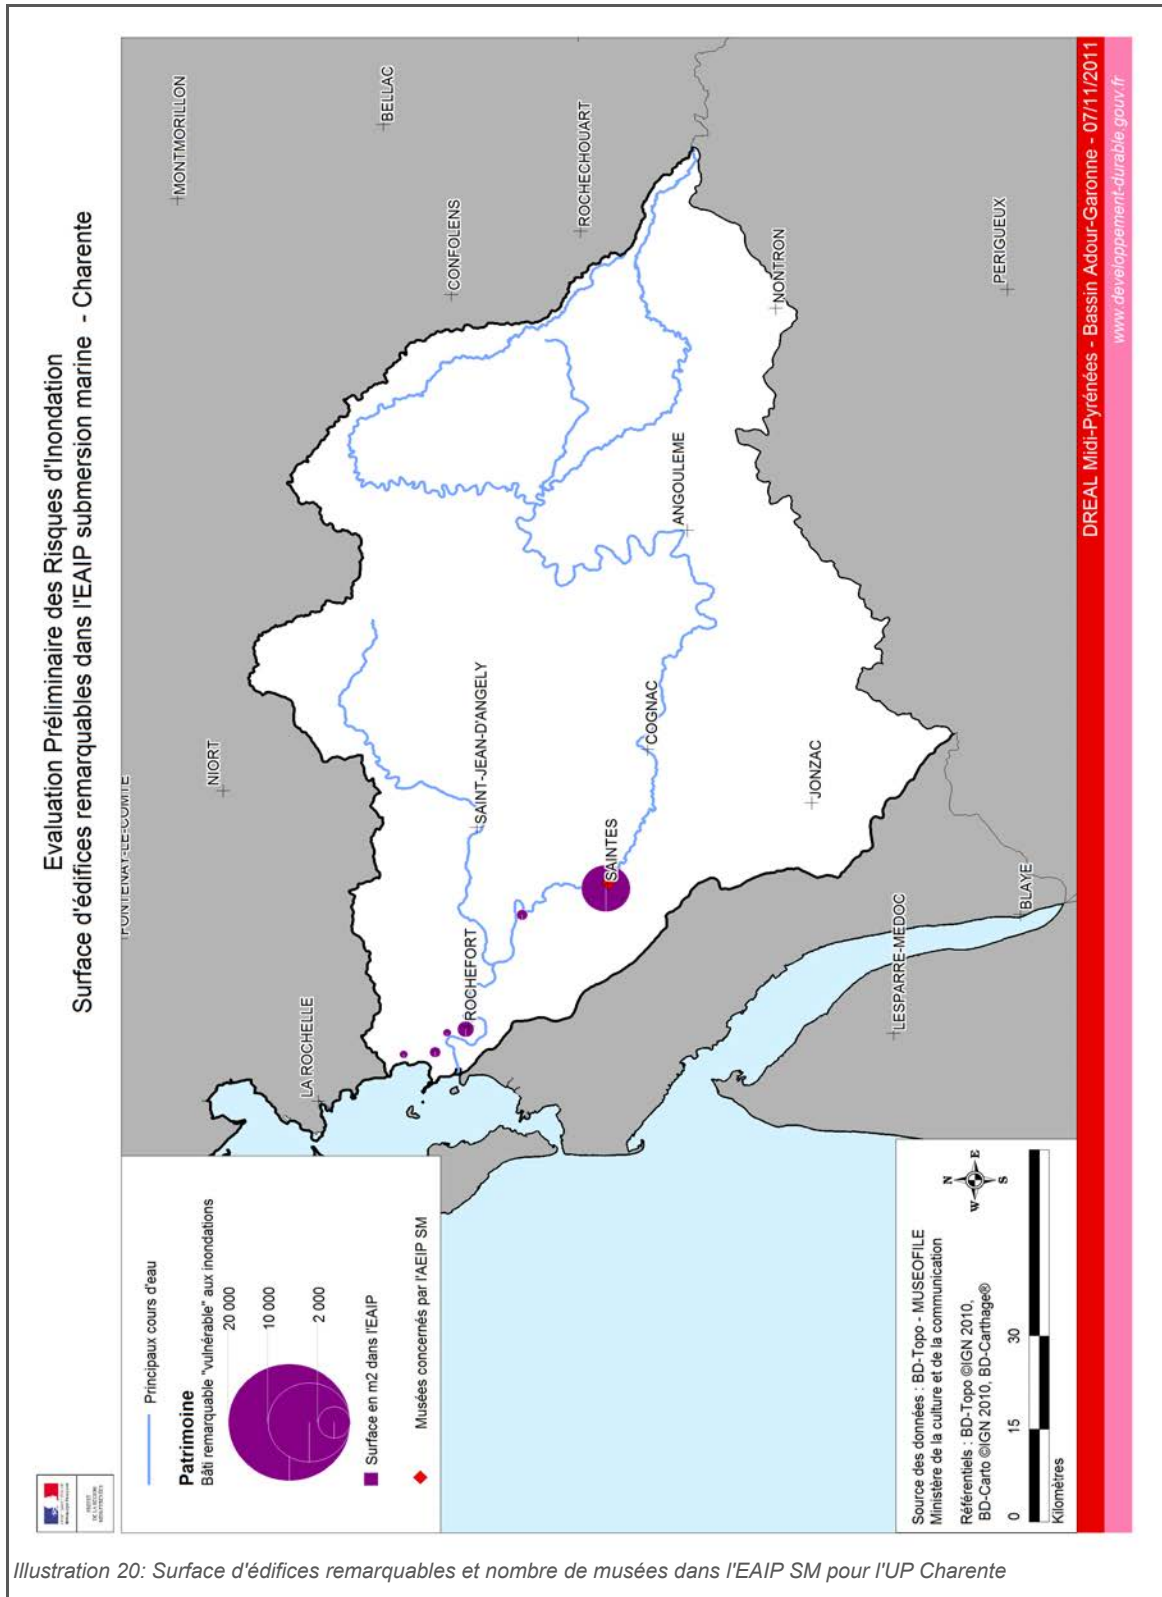 Evaluation Préliminaire des Risques d'Inondation
Surface d'édifices remarquables dans l'EAIP submersion marine - Charente
FONTENAY-LE-COMTE
NIORT
MONTMORILLON
BELLAC
LA ROCHELLE
CONFOLENS
ROCHECHOUART
SAINT-JEAN-D'ANGELY
ROCHEFORT
SAINTES
COGNAC
ANGOULEME
NONTRON
JONZAC
PERIGUEUX
LESPARRE-MEDOC
BLAYE
Principaux cours d'eau
Patrimoine
Bâti remarquable "vulnérable" aux inondations
20 000
10 000
2 000
Surface en m2 dans l'EAIP
Musées concernés par l'AEIP SM
Source des données : BD-Topo - MUSEOFILE
Ministère de la culture et de la communication
Référentiels : BD-Topo ©IGN 2010,
BD-Carto ©IGN 2010, BD-Carthage®
N
W E
S
0 15 30
Kilomètres
DREAL Midi-Pyrénées - Bassin Adour-Garonne - 07/11/2011
www.developpement-durable.gouv.fr
Illustration 20: Surface d'édifices remarquables et nombre de musées dans l'EAIP SM pour l'UP Charente